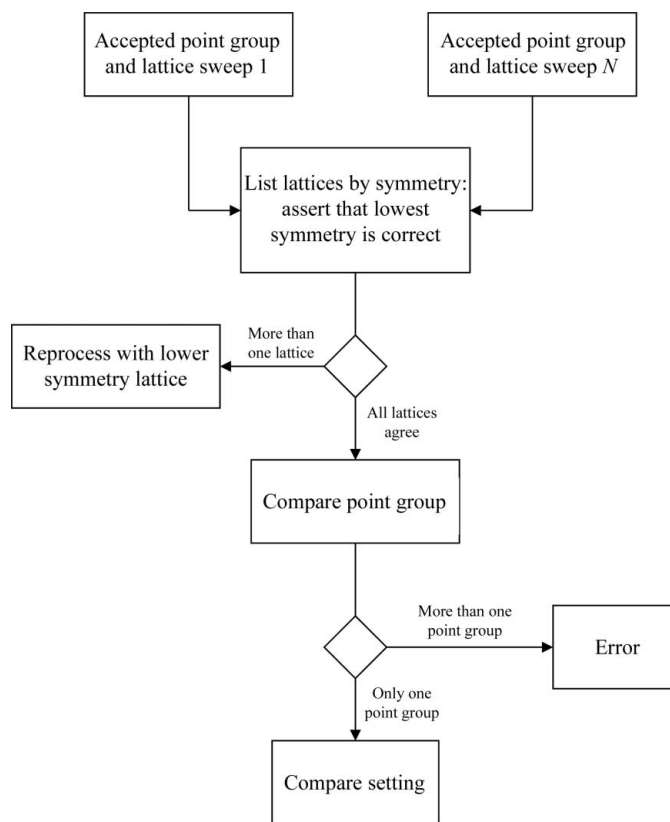 Accepted point group
and lattice sweep 1
Accepted point group
and lattice sweep N
List lattices by symmetry:
assert that lowest
symmetry is correct
More than
one lattice
Reprocess with lower
symmetry lattice
All lattices
agree
Compare point group
More than one
point group
Error
Only one
point group
Compare setting